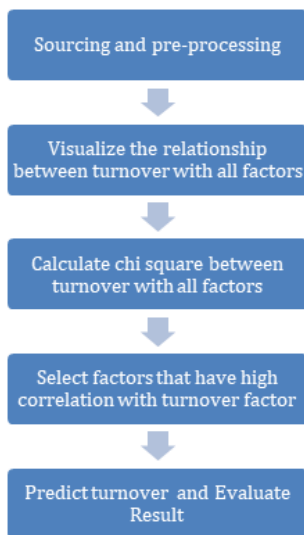 Sourcing and pre-processing
Visualize the relationship
between turnover with all factors
Calculate chi square between
turnover with all factors
Select factors that have high
correlation with turnover factor
Predict turnover and Evaluate
Result